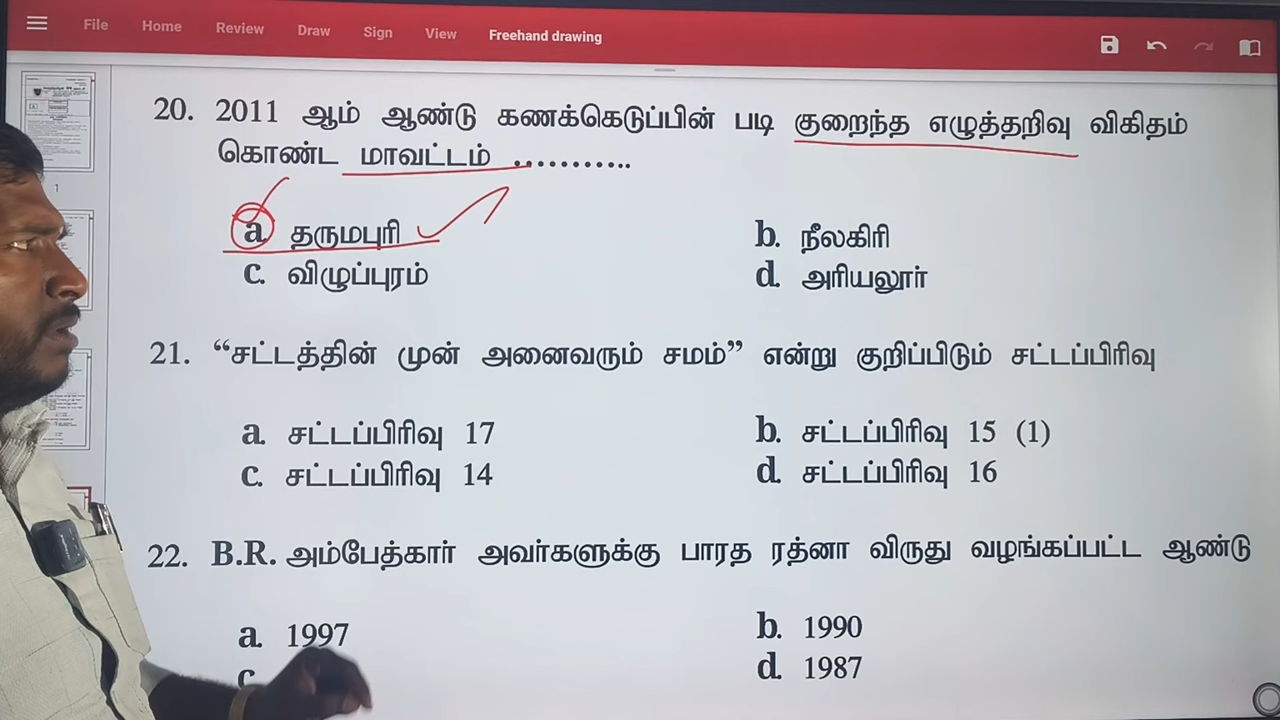 File Home Review Draw Sign View Freehand drawing
20. 2011 ஆம் ஆண்டு கணக்கெடுப்பின் படி குறைந்த எழுத்தறிவு விகிதம்
கொண்ட மாவட்டம் ...........
a. தருமபுரி b. நீலகிரி
c. விழுப்புரம் d. அரியலூர்
21. “சட்டத்தின் முன் அனைவரும் சமம்” என்று குறிப்பிடும் சட்டப்பிரிவு
a. சட்டப்பிரிவு 17 b. சட்டப்பிரிவு 15 (1)
c. சட்டப்பிரிவு 14 d. சட்டப்பிரிவு 16
22. B.R. அம்பேத்கார் அவர்களுக்கு பாரத ரத்னா விருது வழங்கப்பட்ட ஆண்டு
a. 1997 b. 1990
c. d. 1987
1